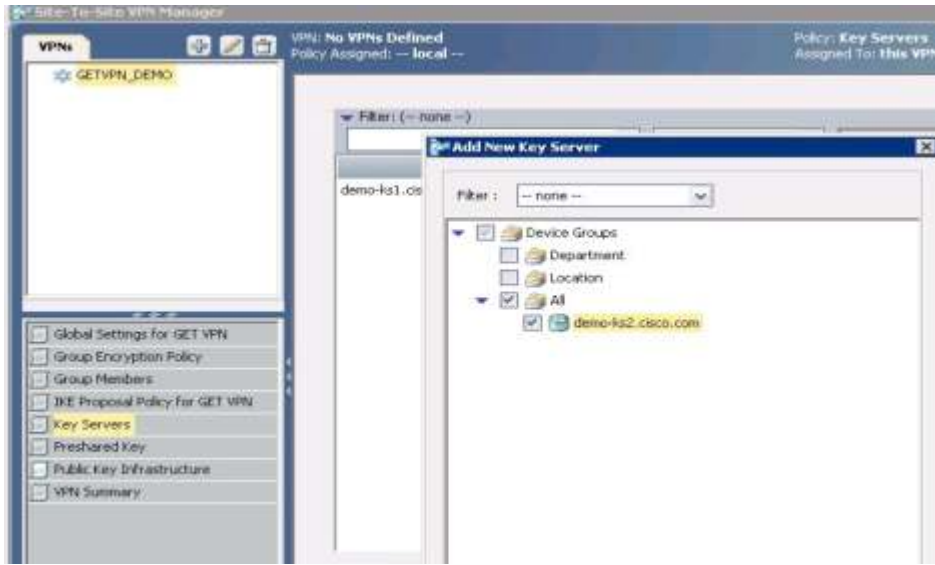 Site-To-Site VPN Manager
VPNs
VPN: No VPNs Defined
Policy Assigned: -- local --
Policy: Key Servers
Assigned To: this VPN
GETVPN_DEMO
Filter: (-- none --)
demo-ks1.cis
Add New Key Server
Filter : -- none --
Device Groups
Department
Location
All
demo-ks2.cisco.com
Global Settings for GET VPN
Group Encryption Policy
Group Members
IKE Proposal Policy for GET VPN
Key Servers
Preshared Key
Public Key Infrastructure
VPN Summary